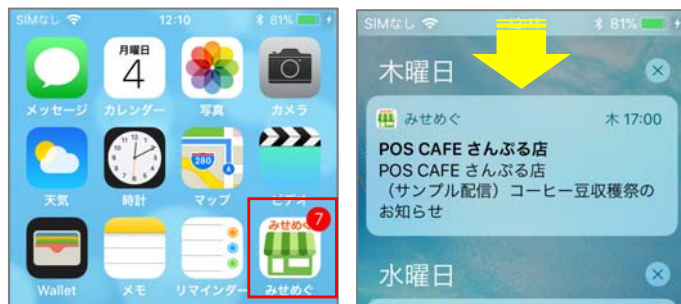 SIMなし 12:10 81%
月曜日
4
メッセージ カレンダー 写真 カメラ
280
天気 時計 マップ ビデオ
みせめぐ 7
Wallet メモ リマインダー みせめぐ
SIMなし 81%
木曜日
みせめぐ 木 17:00
POS CAFE さんぷる店
POS CAFE さんぷる店
（サンプル配信）コーヒー豆収穫祭の
お知らせ
水曜日